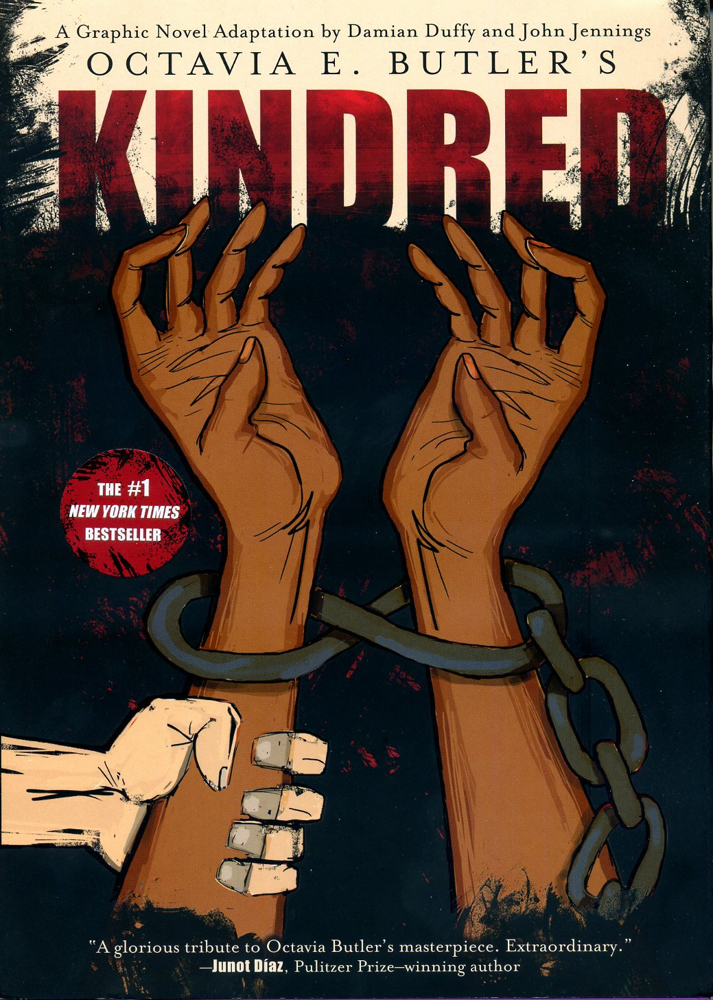 A Graphic Novel Adaptation by Damian Duffy and John Jennings
OCTAVIA E. BUTLER'S
KINDRED
THE #1
NEW YORK TIMES
BESTSELLER
"A glorious tribute to Octavia Butler's masterpiece. Extraordinary."
—Junot Díaz, Pulitzer Prize–winning author